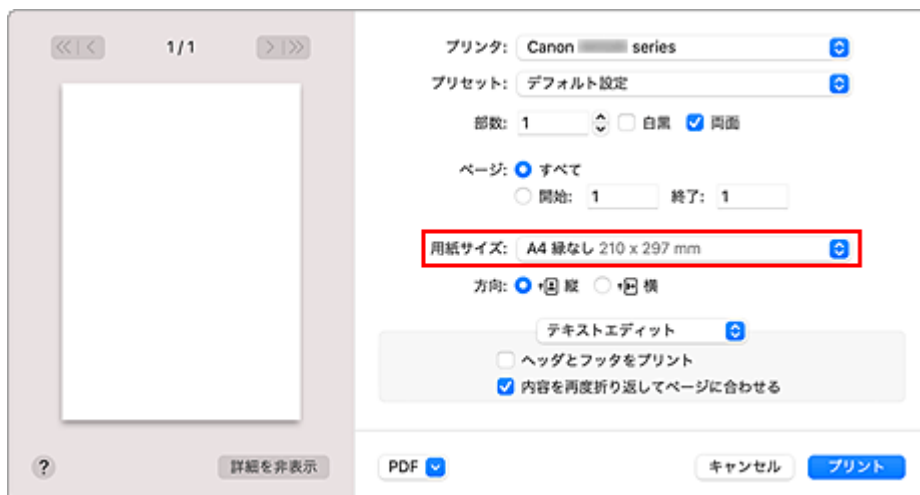 1/1
プリンタ: Canon series
プリセット: デフォルト設定
部数: 1 白黒 両面
ページ: すべて
開始: 1 終了: 1
用紙サイズ: A4 縁なし 210 x 297 mm
方向: 縦 横
テキストエディット
ヘッダとフッタをプリント
内容を再度折り返してページに合わせる
? 詳細を非表示 PDF キャンセル プリント